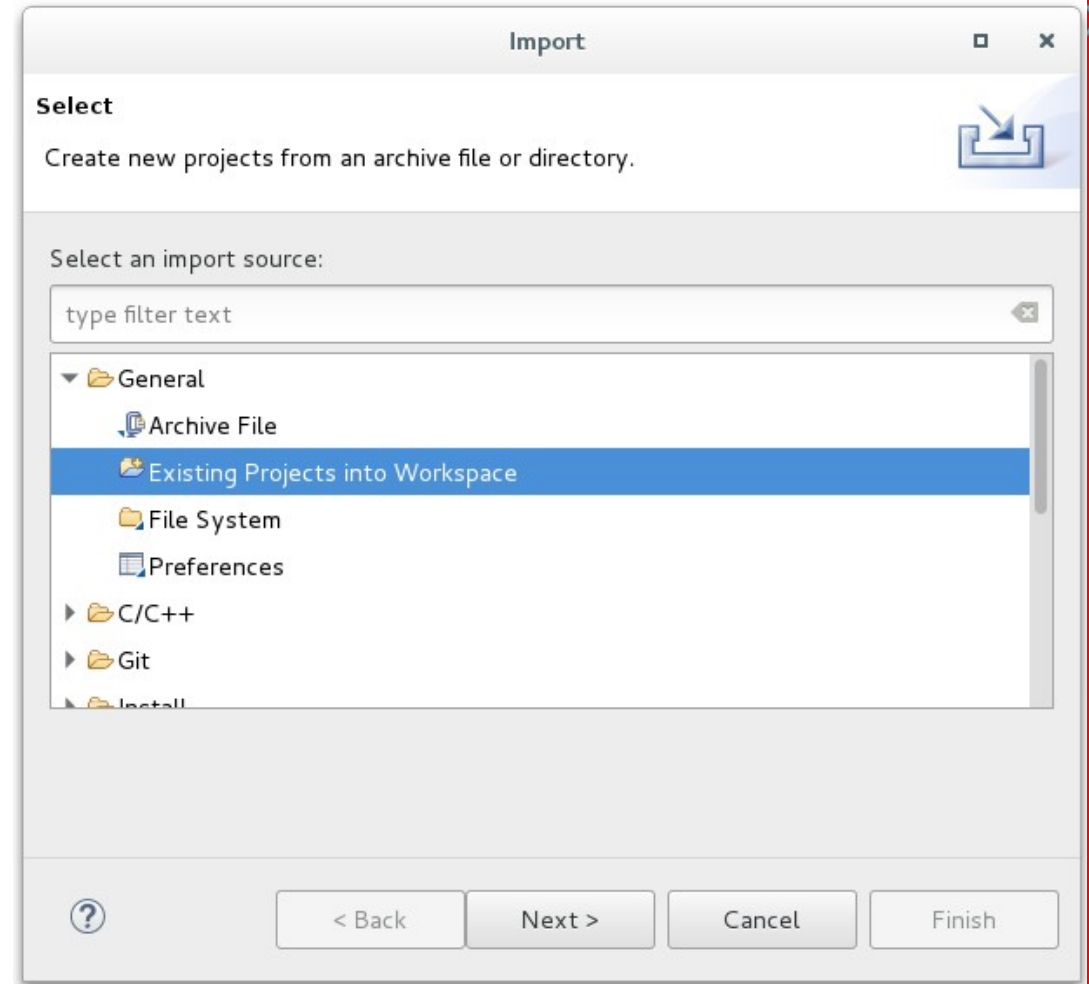 Import
Select
Create new projects from an archive file or directory.
Select an import source:
type filter text
General
Archive File
Existing Projects into Workspace
File System
Preferences
C/C++
Git
Install
?
< Back
Next >
Cancel
Finish